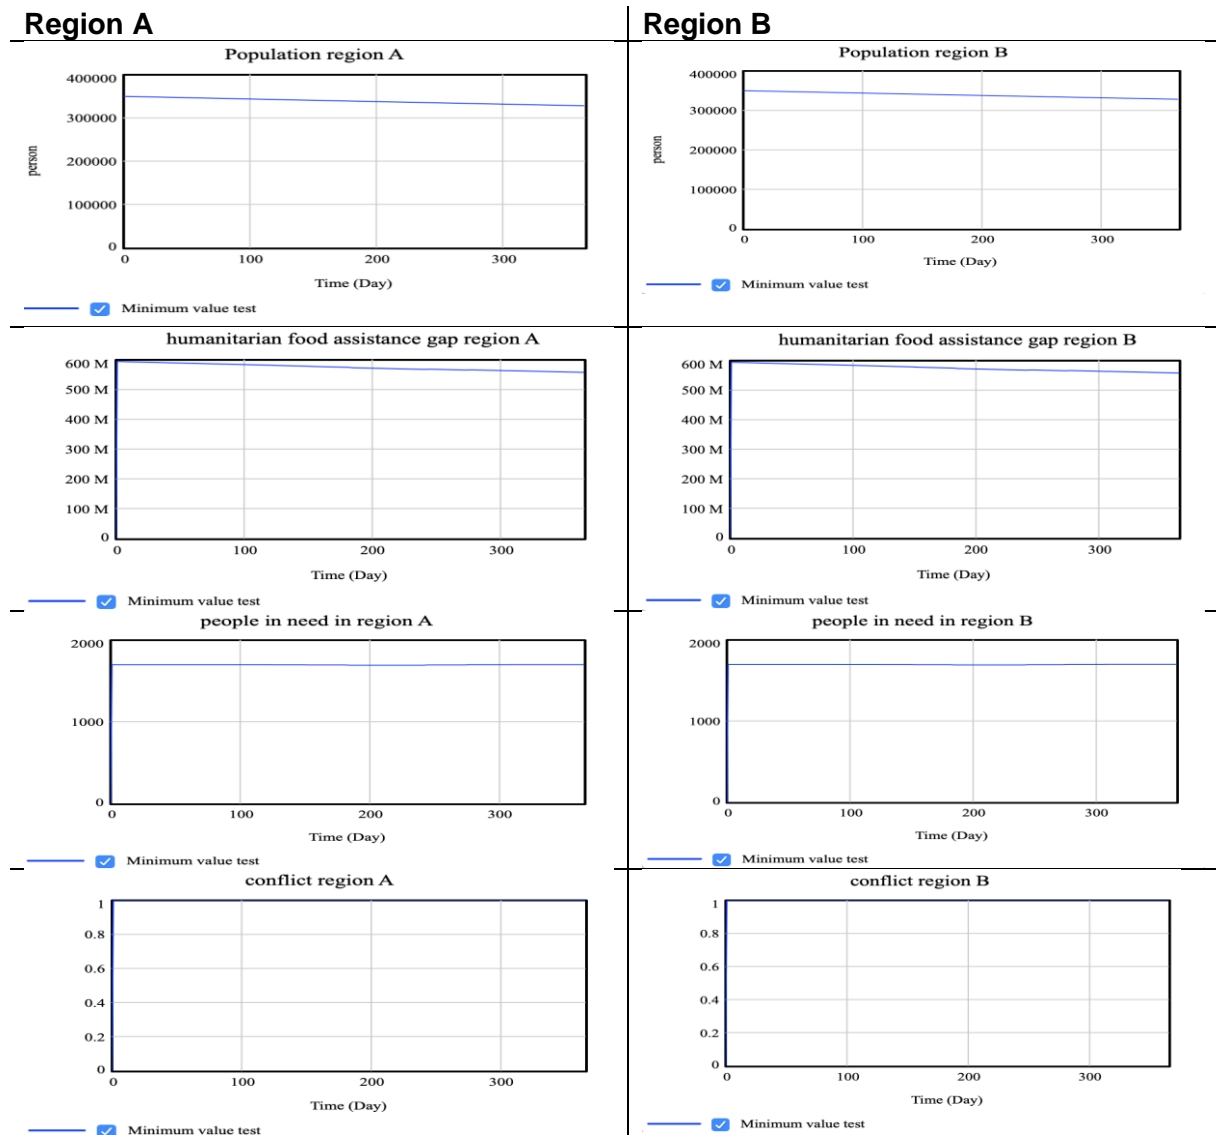 Region A
Region B
Population region A
400000
300000
200000
100000
0
person
0 100 200 300
Time (Day)
Minimum value test
Population region B
400000
300000
200000
100000
0
person
0 100 200 300
Time (Day)
Minimum value test
humanitarian food assistance gap region A
600 M
500 M
400 M
300 M
200 M
100 M
0
0 100 200 300
Time (Day)
Minimum value test
humanitarian food assistance gap region B
600 M
500 M
400 M
300 M
200 M
100 M
0
0 100 200 300
Time (Day)
Minimum value test
people in need in region A
2000
1000
0
0 100 200 300
Time (Day)
Minimum value test
people in need in region B
2000
1000
0
0 100 200 300
Time (Day)
Minimum value test
conflict region A
1
0.8
0.6
0.4
0.2
0
0 100 200 300
Time (Day)
Minimum value test
conflict region B
1
0.8
0.6
0.4
0.2
0
0 100 200 300
Time (Day)
Minimum value test